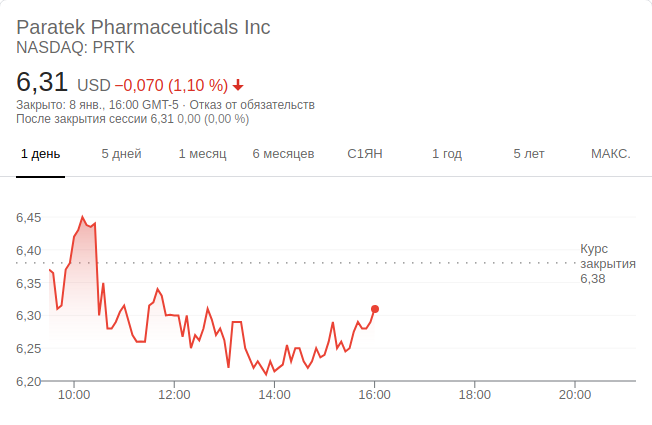 Paratek Pharmaceuticals Inc
NASDAQ: PRTK
6,31 USD −0,070 (1,10 %)
Закрыто: 8 янв., 16:00 GMT-5 · Отказ от обязательств
После закрытия сессии 6,31 0,00 (0,00 %)
1 день 5 дней 1 месяц 6 месяцев С1ЯН 1 год 5 лет МАКС.
6,45
6,40
6,35
6,30
6,25
6,20
Курс
закрытия
6,38
10:00 12:00 14:00 16:00 18:00 20:00